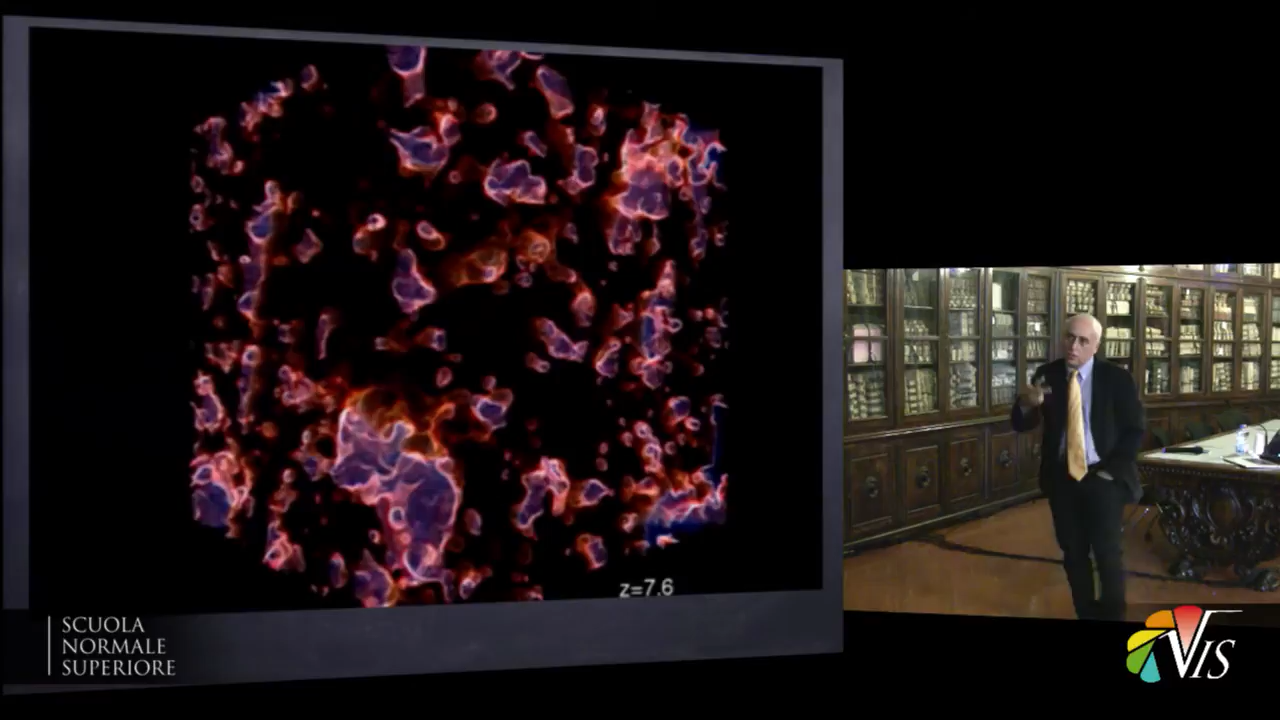 z=7.6
SCUOLA
NORMALE
SUPERIORE
VIS